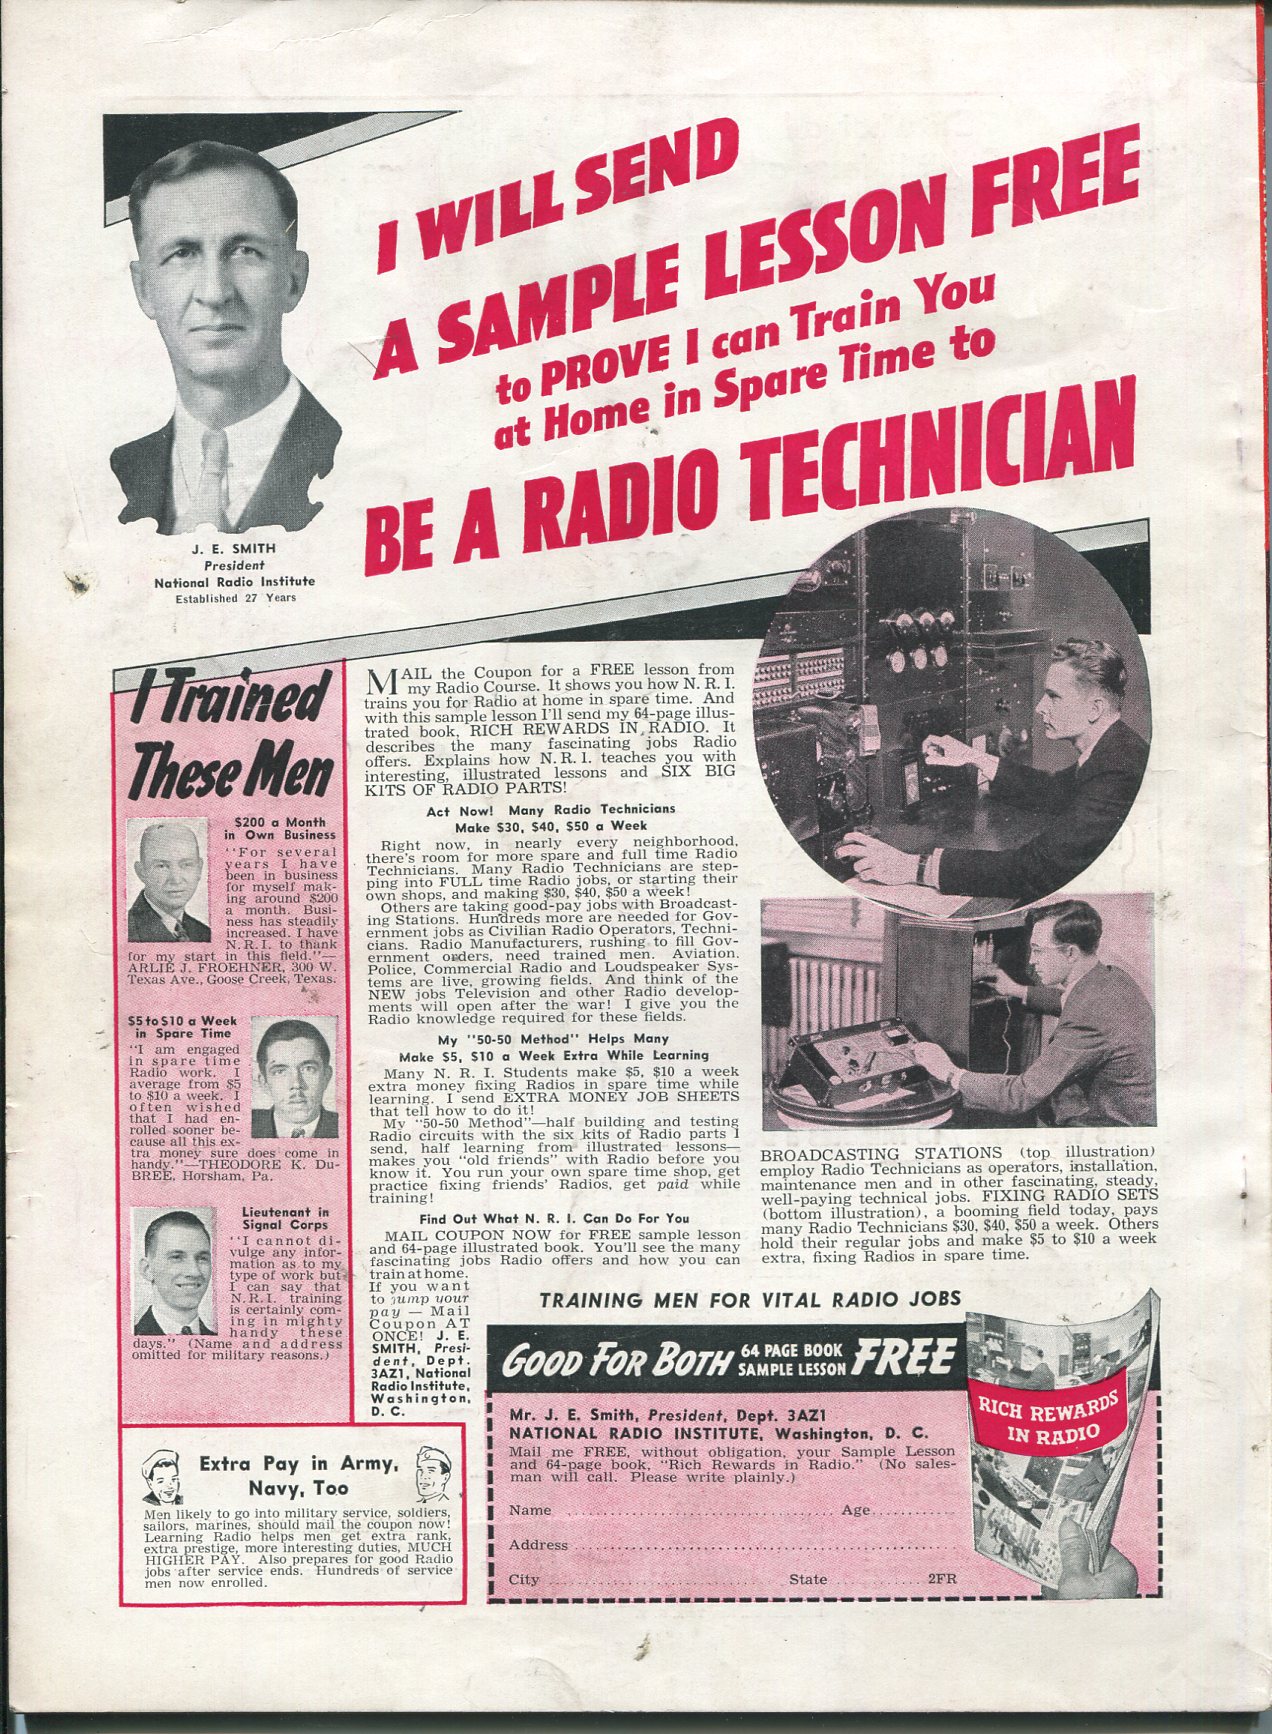 I WILL SEND
A SAMPLE LESSON FREE
to PROVE I can Train You
at Home in Spare Time to
BE A RADIO TECHNICIAN
J. E. SMITH
President
National Radio Institute
Established 27 Years
I Trained
These Men
$200 a Month
in Own Business
"For several
years I have
been in business
for myself mak-
ing around $200
a month. Busi-
ness has steadily
increased. I have
N.R.I. to thank
for my start in this field."—
ARLIE J. FROEHNER, 300 W.
Texas Ave., Goose Creek, Texas.
$5 to $10 a Week
in Spare Time
"I am engaged
in spare time
Radio work. I
average from $5
to $10 a week. I
often wished
that I had en-
rolled sooner be-
cause all this ex-
tra money sure does come in
handy."—THEODORE K. Du-
BREE, Horsham, Pa.
Lieutenant in
Signal Corps
"I cannot di-
vulge any infor-
mation as to my
type of work but
I can say that
N.R.I. training
is certainly com-
ing in mighty
handy these
days." (Name and address
omitted for military reasons.)
Extra Pay in Army,
Navy, Too
Men likely to go into military service, soldiers,
sailors, marines, should mail the coupon now!
Learning Radio helps men get extra rank,
extra prestige, more interesting duties, MUCH
HIGHER PAY. Also prepares for good Radio
jobs after service ends. Hundreds of service
men now enrolled.
MAIL the Coupon for a FREE lesson from
my Radio Course. It shows you how N. R. I.
trains you for Radio at home in spare time. And
with this sample lesson I'll send my 64-page illus-
trated book, RICH REWARDS IN RADIO. It
describes the many fascinating jobs Radio
offers. Explains how N. R. I. teaches you with
interesting, illustrated lessons and SIX BIG
KITS OF RADIO PARTS!
Act Now! Many Radio Technicians
Make $30, $40, $50 a Week
Right now, in nearly every neighborhood,
there's room for more spare and full time Radio
Technicians. Many Radio Technicians are step-
ping into FULL time Radio jobs, or starting their
own shops, and making $30, $40, $50 a week!
Others are taking good-pay jobs with Broadcast-
ing Stations. Hundreds more are needed for Gov-
ernment jobs as Civilian Radio Operators, Techni-
cians. Radio Manufacturers, rushing to fill Gov-
ernment orders, need trained men. Aviation,
Police, Commercial Radio and Loudspeaker Sys-
tems are live, growing fields. And think of the
NEW jobs Television and other Radio develop-
ments will open after the war! I give you the
Radio knowledge required for these fields.
My "50-50 Method" Helps Many
Make $5, $10 a Week Extra While Learning
Many N. R. I. Students make $5, $10 a week
extra money fixing Radios in spare time while
learning. I send EXTRA MONEY JOB SHEETS
that tell how to do it!
My "50-50 Method"—half building and testing
Radio circuits with the six kits of Radio parts I
send, half learning from illustrated lessons—
makes you "old friends" with Radio before you
know it. You run your own spare time shop, get
practice fixing friends' Radios, get paid while
training!
Find Out What N. R. I. Can Do For You
MAIL COUPON NOW for FREE sample lesson
and 64-page illustrated book. You'll see the many
fascinating jobs Radio offers and how you can
train at home.
If you want
to jump your
pay — Mail
Coupon AT
ONCE! J. E.
SMITH, Presi-
dent, Dept.
3AZ1, National
Radio Institute,
Washington,
D. C.
BROADCASTING STATIONS (top illustration)
employ Radio Technicians as operators, installation,
maintenance men and in other fascinating, steady,
well-paying technical jobs. FIXING RADIO SETS
(bottom illustration), a booming field today, pays
many Radio Technicians $30, $40, $50 a week. Others
hold their regular jobs and make $5 to $10 a week
extra, fixing Radios in spare time.
TRAINING MEN FOR VITAL RADIO JOBS
GOOD FOR BOTH 64 PAGE BOOK SAMPLE LESSON FREE
Mr. J. E. Smith, President, Dept. 3AZ1
NATIONAL RADIO INSTITUTE, Washington, D. C.
Mail me FREE, without obligation, your Sample Lesson
and 64-page book, "Rich Rewards in Radio." (No sales-
man will call. Please write plainly.)
Name ........................................ Age............
Address ........................................
City .............................. State ............ 2FR
RICH REWARDS
IN RADIO